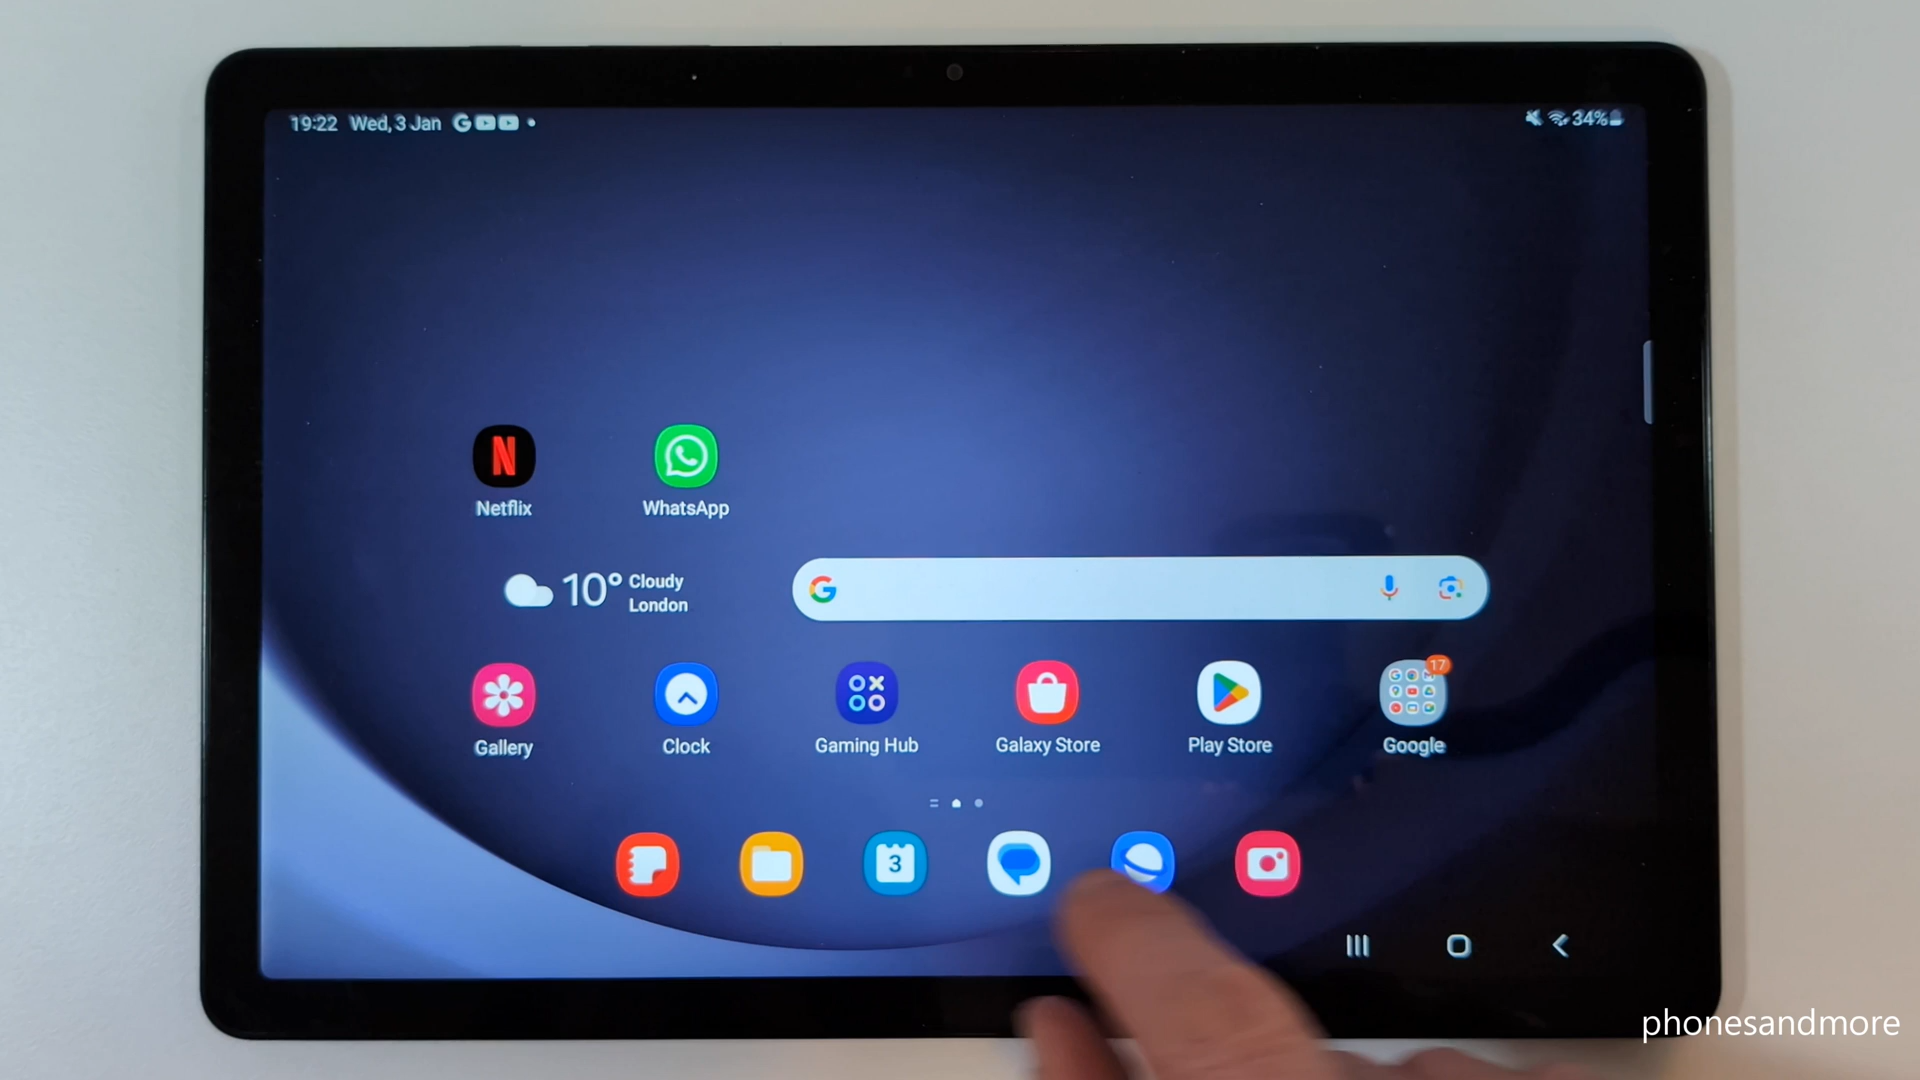 19:22 Wed, 3 Jan G
34%
N
Netflix
WhatsApp
10° Cloudy
London
G
17
Gallery
Clock
Gaming Hub
Galaxy Store
Play Store
Google
3
phonesandmore